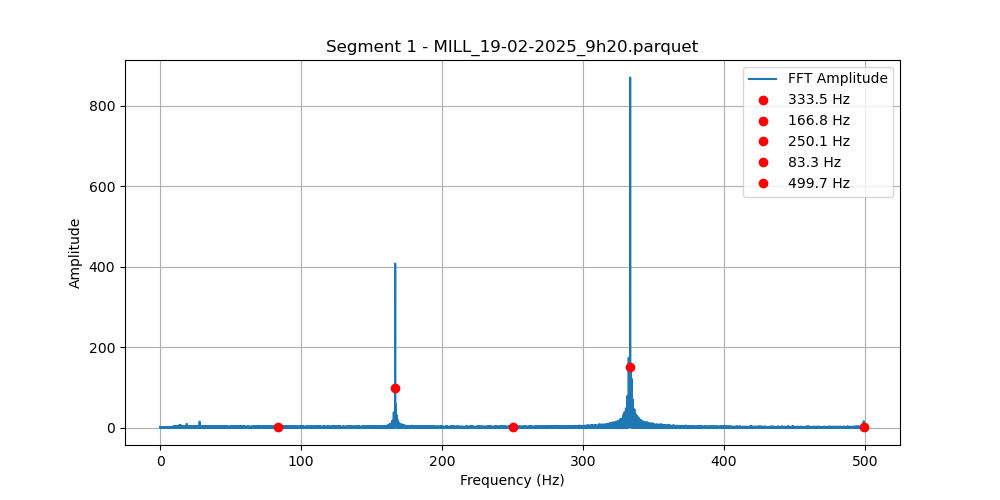 Segment 1 - MILL_19-02-2025_9h20.parquet
FFT Amplitude
333.5 Hz
166.8 Hz
250.1 Hz
83.3 Hz
499.7 Hz
Amplitude
800
600
400
200
0
0 100 200 300 400 500
Frequency (Hz)